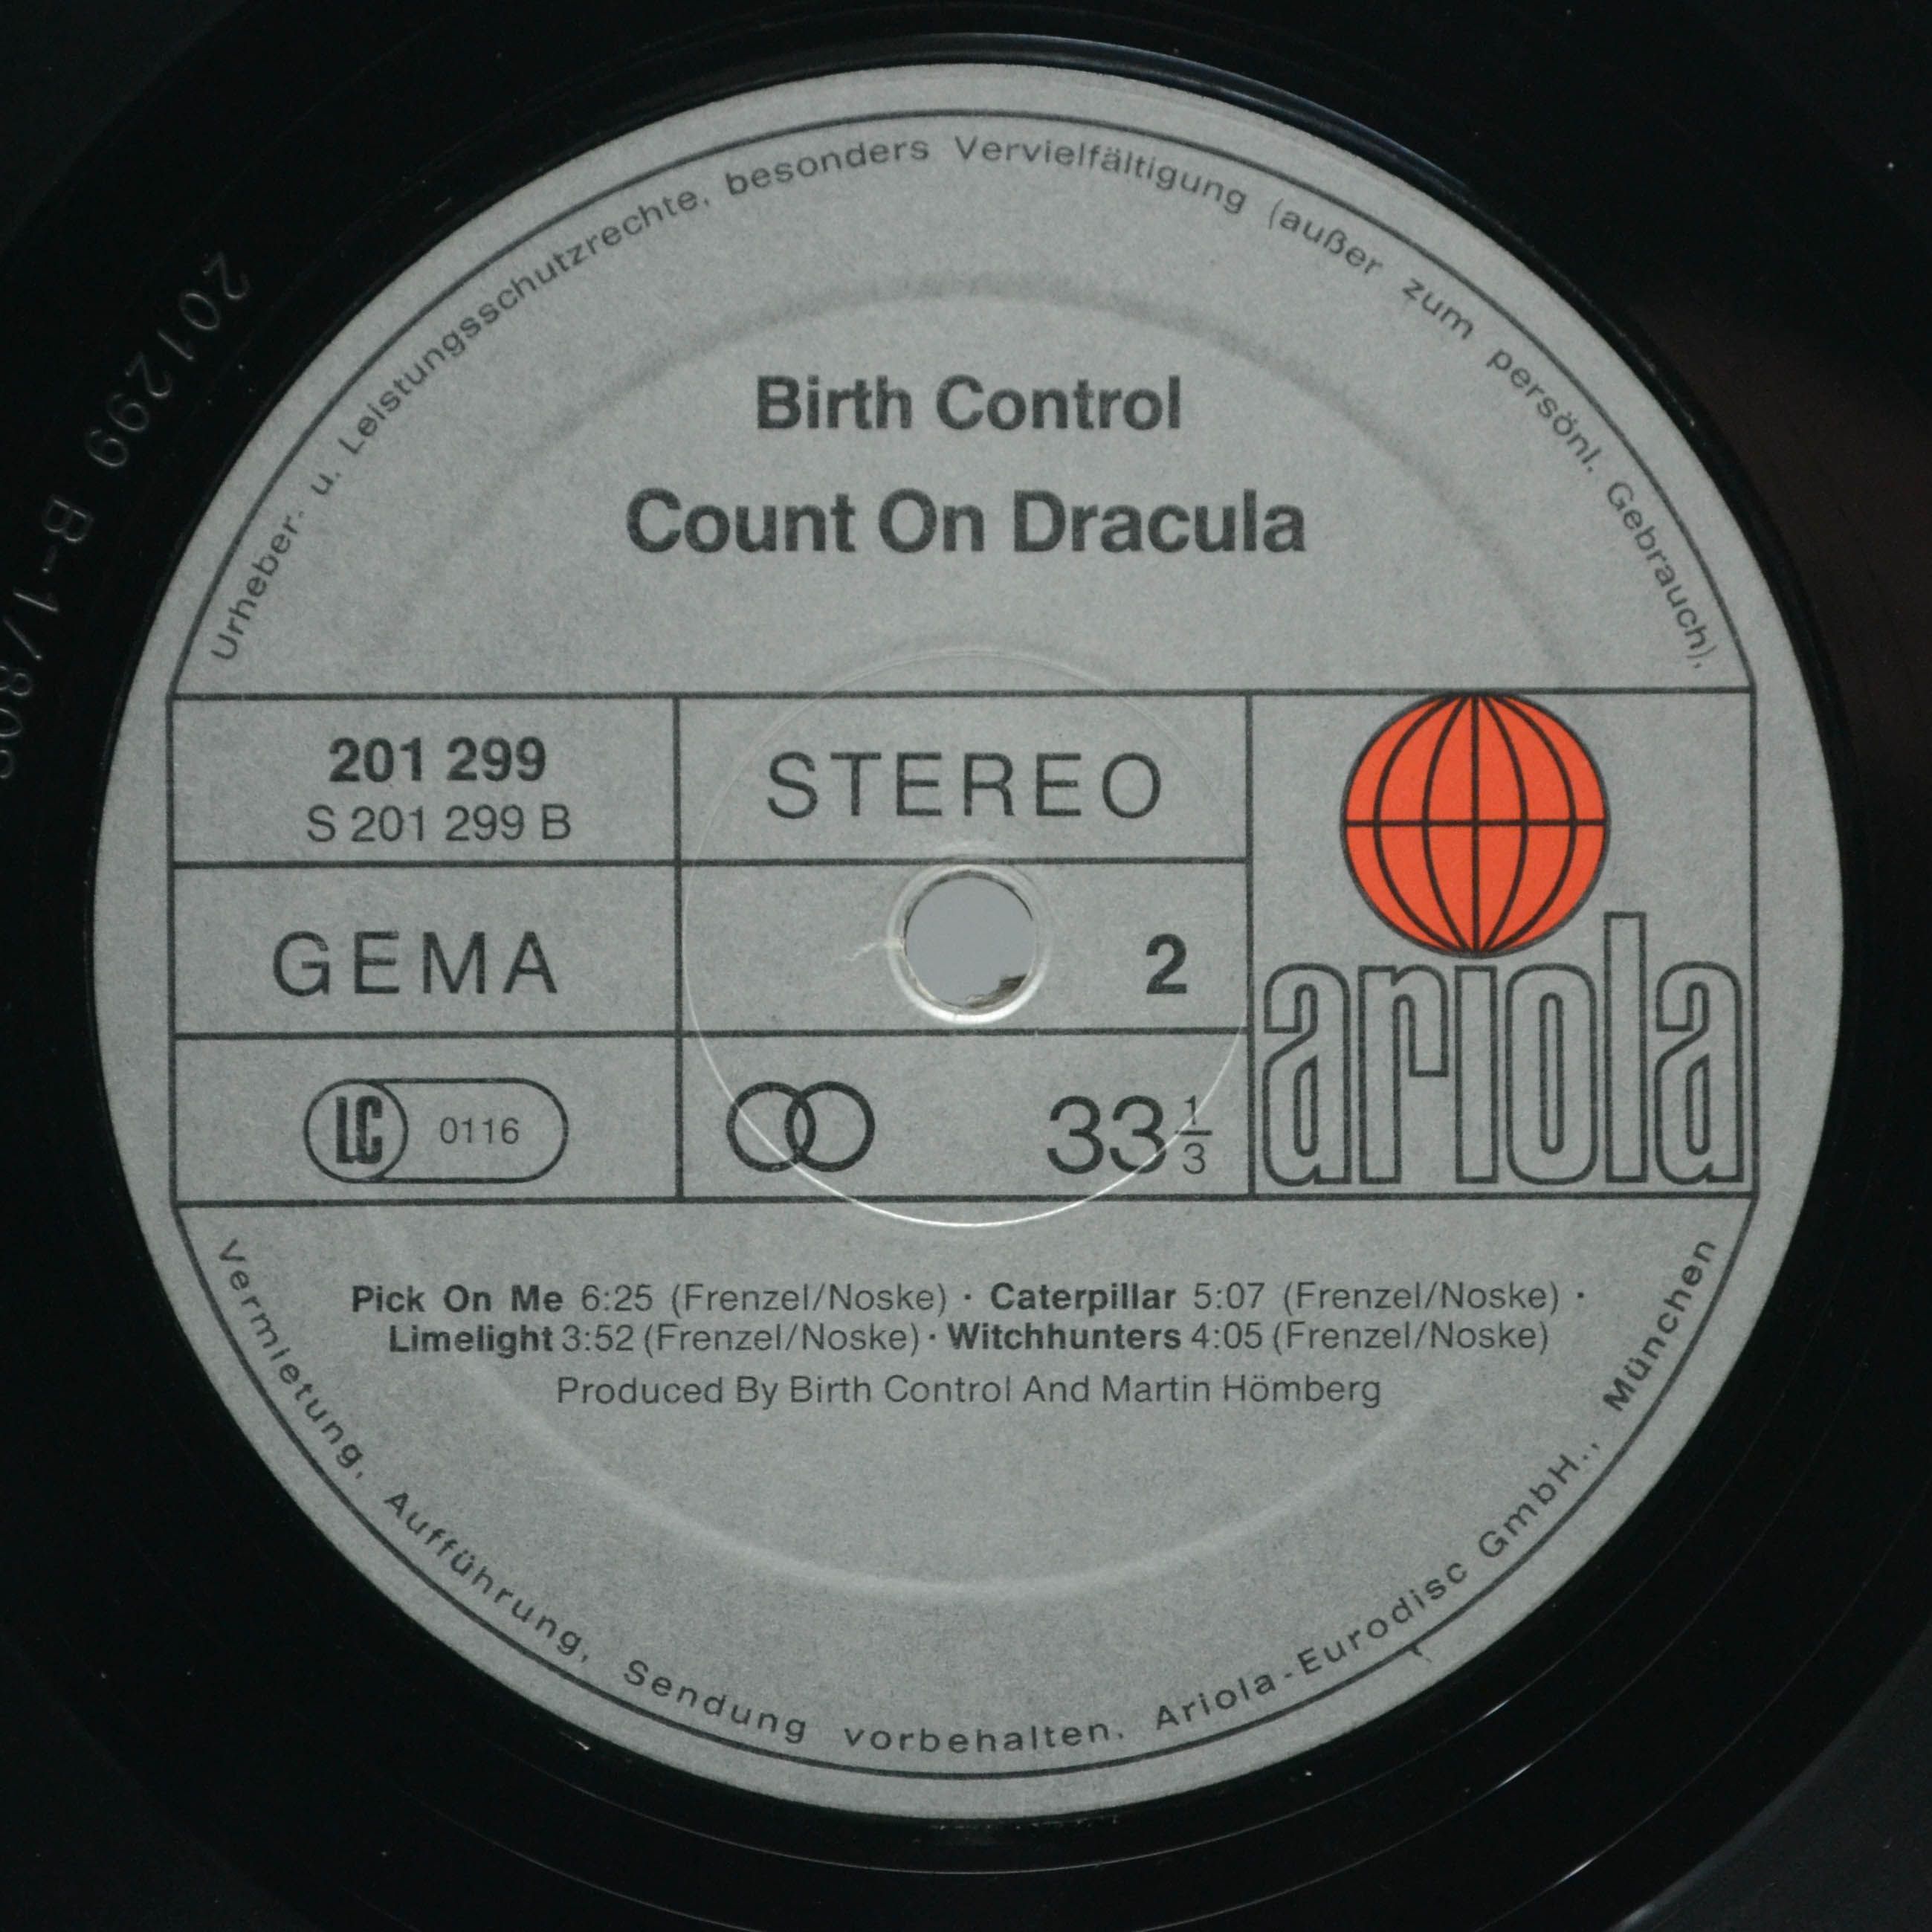 Urheber- u. Leistungsschutzrechte, besonders Vervielfältigung (außer zum persönl. Gebrauch),
Birth Control
Count On Dracula
201 299
S 201 299 B
STEREO
GEMA
2
LC 0116
33 1/3
ariola
Pick On Me 6:25 (Frenzel/Noske) · Caterpillar 5:07 (Frenzel/Noske) ·
Limelight 3:52 (Frenzel/Noske) · Witchhunters 4:05 (Frenzel/Noske)
Produced By Birth Control And Martin Hömberg
Vermietung, Aufführung, Sendung vorbehalten. Ariola-Eurodisc GmbH., München
201299 B-1/